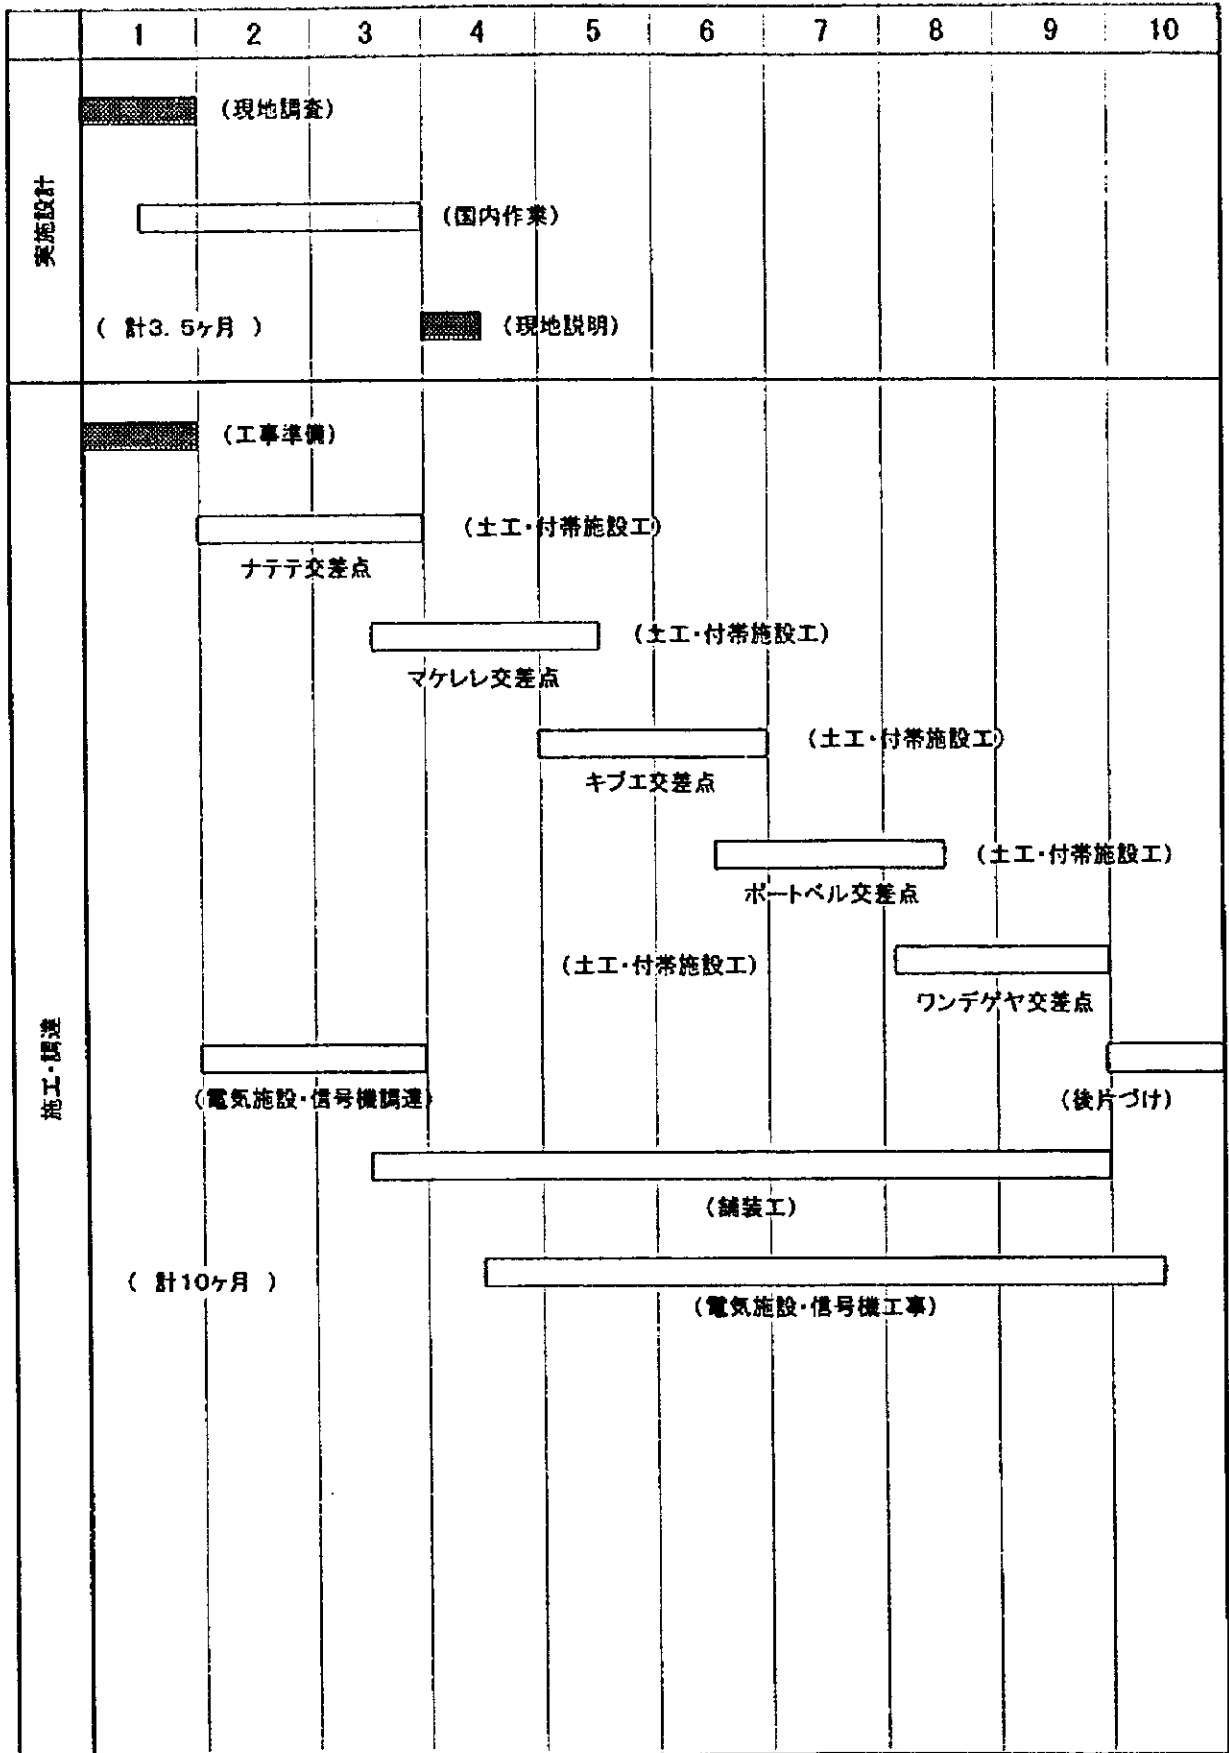 1 2 3 4 5 6 7 8 9 10
実施設計
(現地調査)
(国内作業)
( 計3.5ヶ月 )
(現地説明)
施工・調達
(工事準備)
(土工・付帯施設工)
ナテテ交差点
(土工・付帯施設工)
マケレレ交差点
(土工・付帯施設工)
キブエ交差点
(土工・付帯施設工)
ポートベル交差点
(土工・付帯施設工)
ワンデゲヤ交差点
(電気施設・信号機調達)
(後片づけ)
(舗装工)
( 計10ヶ月 )
(電気施設・信号機工事)